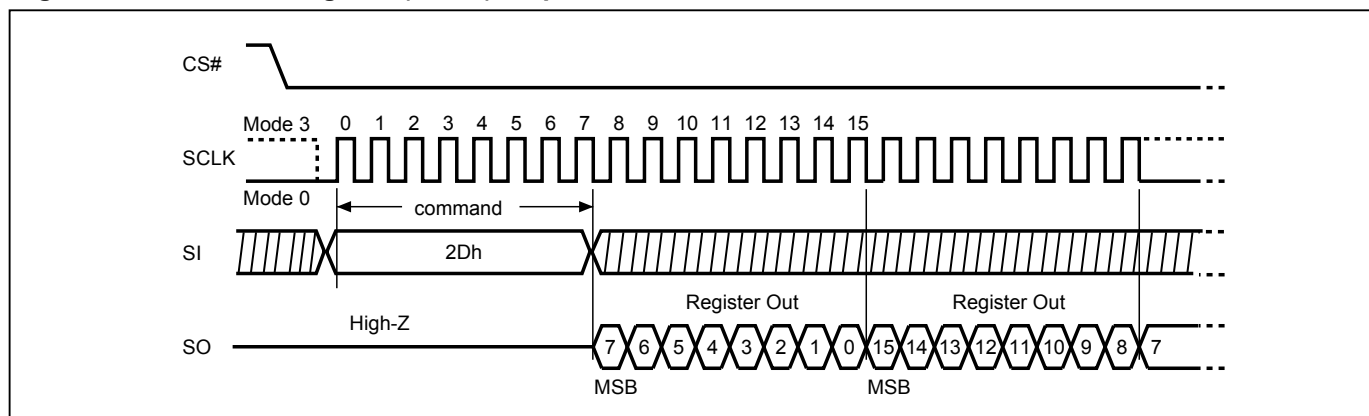 CS#
Mode 3 0 1 2 3 4 5 6 7 8 9 10 11 12 13 14 15
SCLK
Mode 0
command
SI
2Dh
Register Out Register Out
High-Z
SO
7 6 5 4 3 2 1 0 15 14 13 12 11 10 9 8 7
MSB MSB